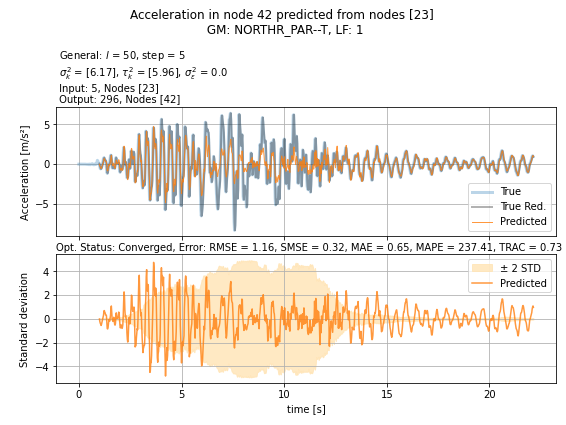 Acceleration in node 42 predicted from nodes [23]
GM: NORTHR_PAR--T, LF: 1
General: l = 50, step = 5
σ²ₖ = [6.17], τ²ₖ = [5.96], σ²ₑ = 0.0
Input: 5, Nodes [23]
Output: 296, Nodes [42]
Acceleration [m/s²]
5
0
−5
True
True Red.
Predicted
Opt. Status: Converged, Error: RMSE = 1.16, SMSE = 0.32, MAE = 0.65, MAPE = 237.41, TRAC = 0.73
Standard deviation
4
2
0
−2
−4
± 2 STD
Predicted
0 5 10 15 20
time [s]